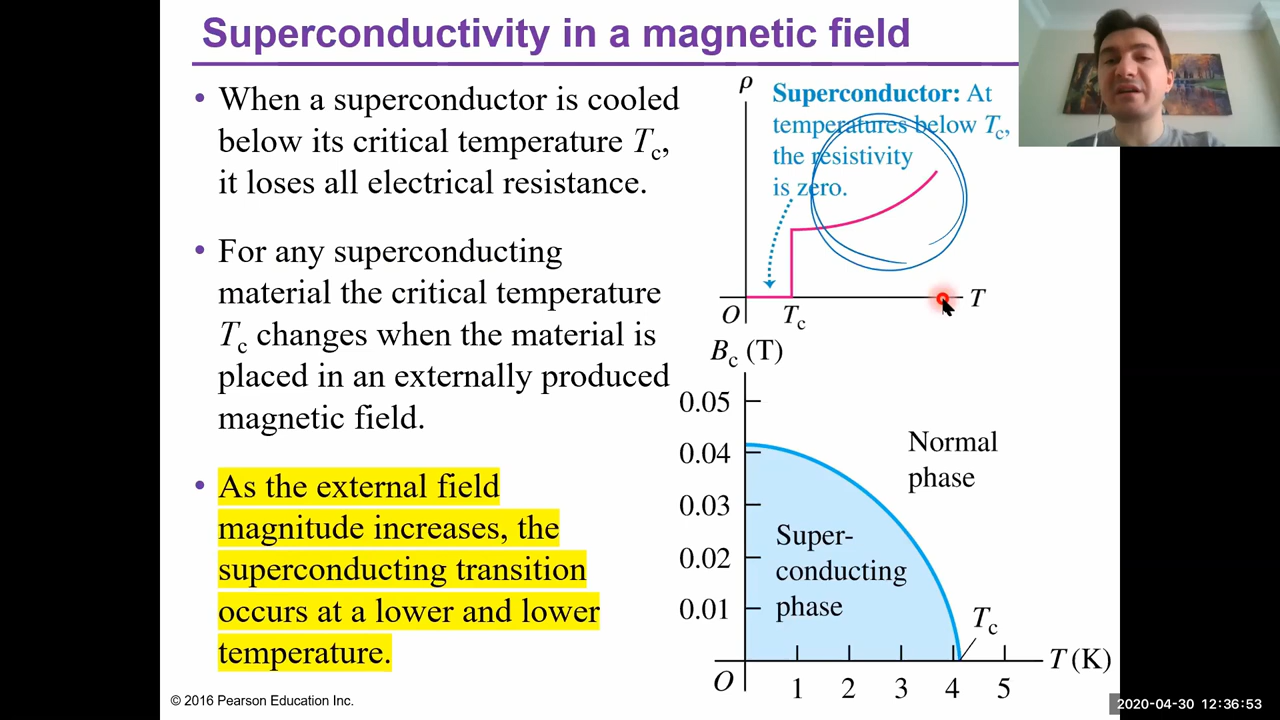 Superconductivity in a magnetic field
• When a superconductor is cooled
below its critical temperature Tc,
it loses all electrical resistance.
• For any superconducting
material the critical temperature
Tc changes when the material is
placed in an externally produced
magnetic field.
• As the external field
magnitude increases, the
superconducting transition
occurs at a lower and lower
temperature.
© 2016 Pearson Education Inc.
ρ
Superconductor: At
temperatures below Tc,
the resistivity
is zero.
O Tc T
Bc (T)
0.05
0.04
0.03
0.02
0.01
Normal
phase
Super-
conducting
phase
Tc
O 1 2 3 4 5 T (K)
2020-04-30 12:36:53